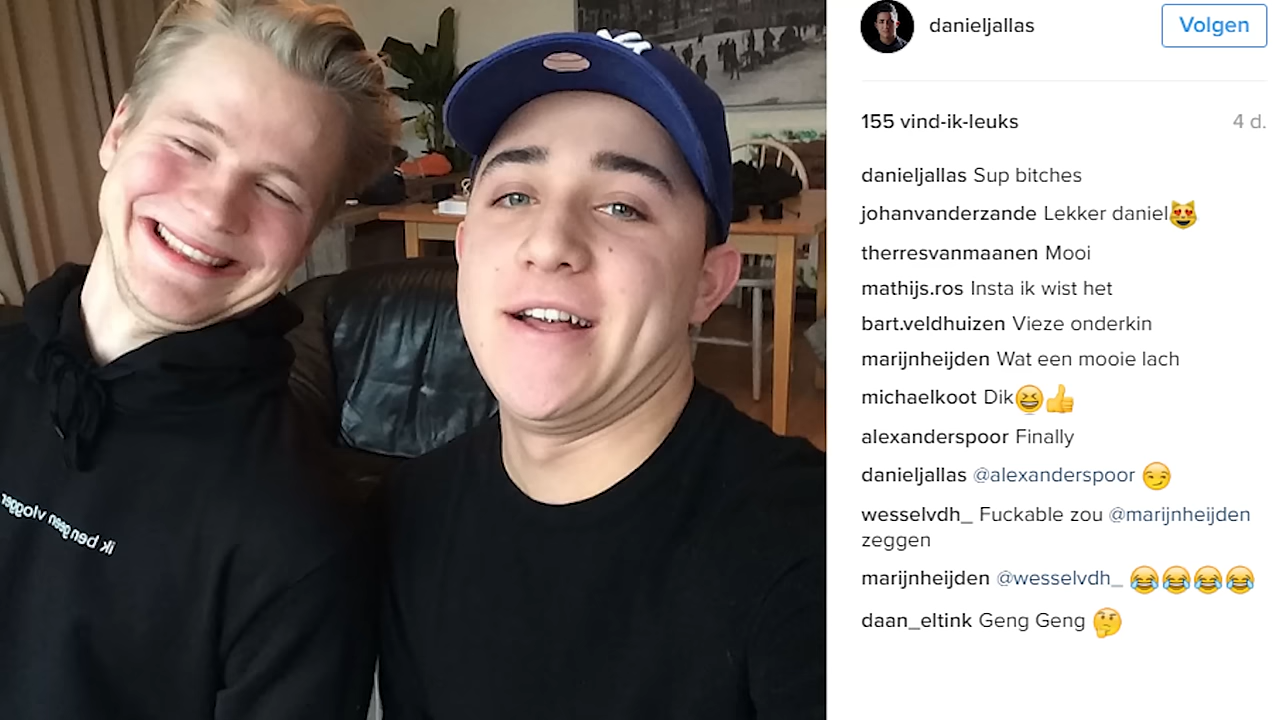 danieljallas
Volgen
155 vind-ik-leuks
4 d.
danieljallas Sup bitches
johanvanderzande Lekker daniel😻
therresvanmaanen Mooi
mathijs.ros Insta ik wist het
bart.veldhuizen Vieze onderkin
marijnheijden Wat een mooie lach
michaelkoot Dik😆👍
alexanderspoor Finally
danieljallas @alexanderspoor 😏
wesselvdh_ Fuckable zou @marijnheijden
zeggen
marijnheijden @wesselvdh_ 😂😂😂😂
daan_eltink Geng Geng 🤔
ik ben geen vlogger